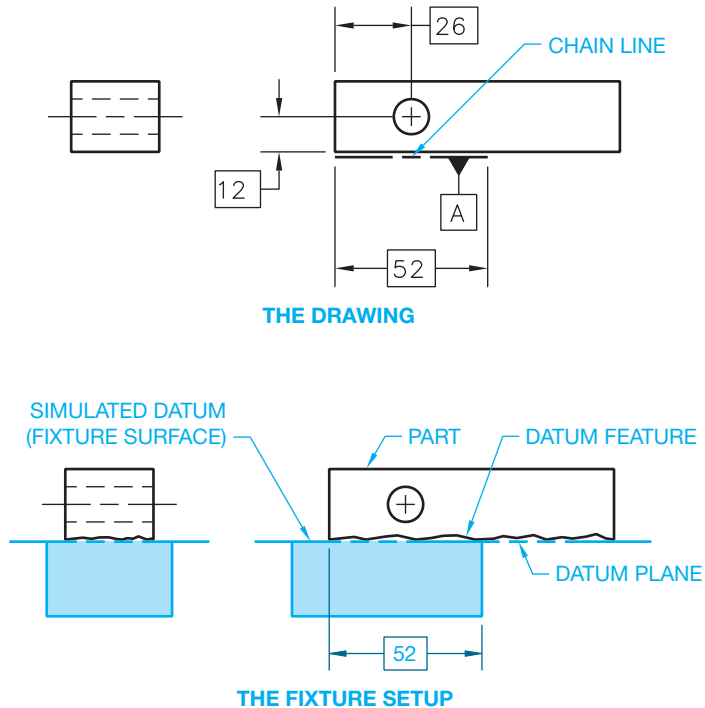 26
CHAIN LINE
12
A
52
THE DRAWING
SIMULATED DATUM
(FIXTURE SURFACE)
PART
DATUM FEATURE
DATUM PLANE
52
THE FIXTURE SETUP